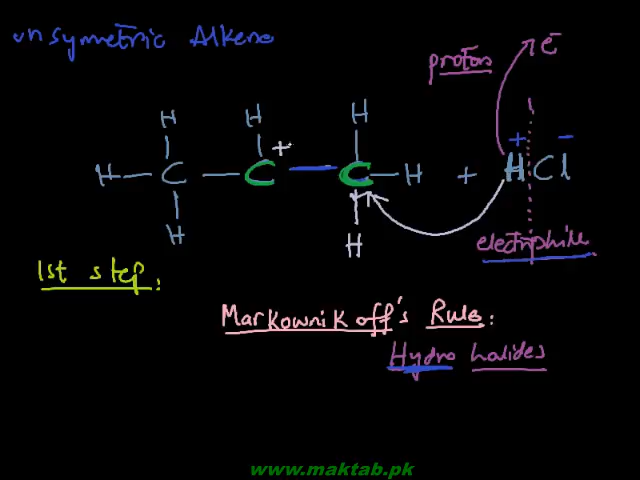 unsymmetric Alkene
proton e̅
H H H
+ + −
H — C — C — C — H + H Cl
H H
electrophile
1st step:
Markownikoff's Rule:
Hydro halides
www.maktab.pk